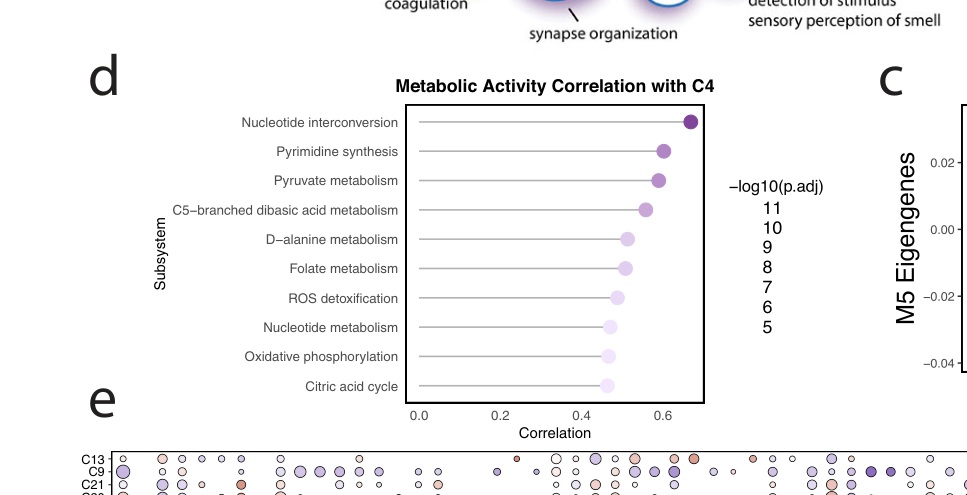 coagulation
detection of stimulus
sensory perception of smell
synapse organization
d
Metabolic Activity Correlation with C4
Subsystem
Nucleotide interconversion
Pyrimidine synthesis
Pyruvate metabolism
C5−branched dibasic acid metabolism
D−alanine metabolism
Folate metabolism
ROS detoxification
Nucleotide metabolism
Oxidative phosphorylation
Citric acid cycle
0.0 0.2 0.4 0.6
Correlation
−log10(p.adj)
11
10
9
8
7
6
5
c
M5 Eigengenes
0.02
0.00
−0.02
−0.04
e
C13
C9
C21